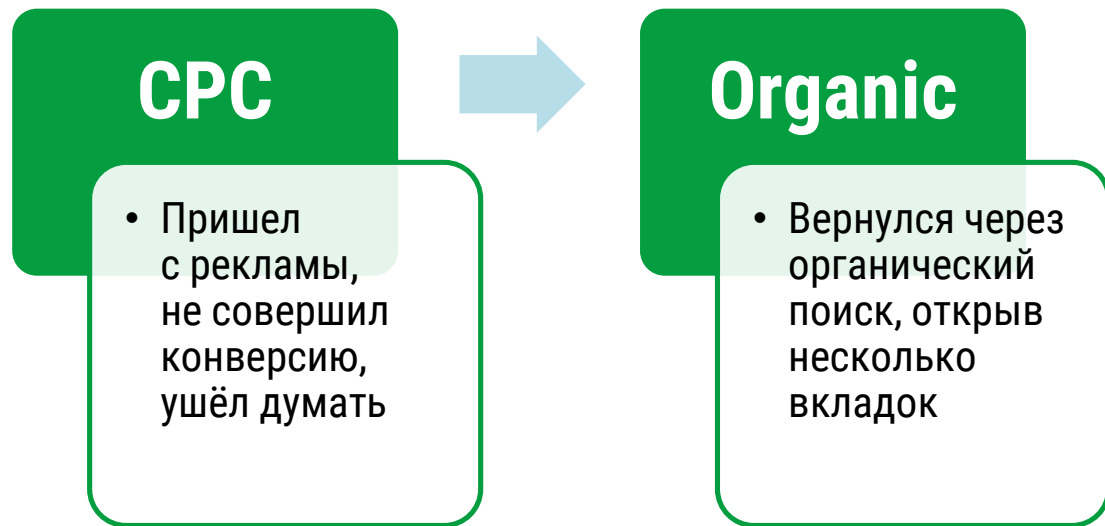 CPC
• Пришел
с рекламы,
не совершил
конверсию,
ушёл думать
Organic
• Вернулся через
органический
поиск, открыв
несколько
вкладок